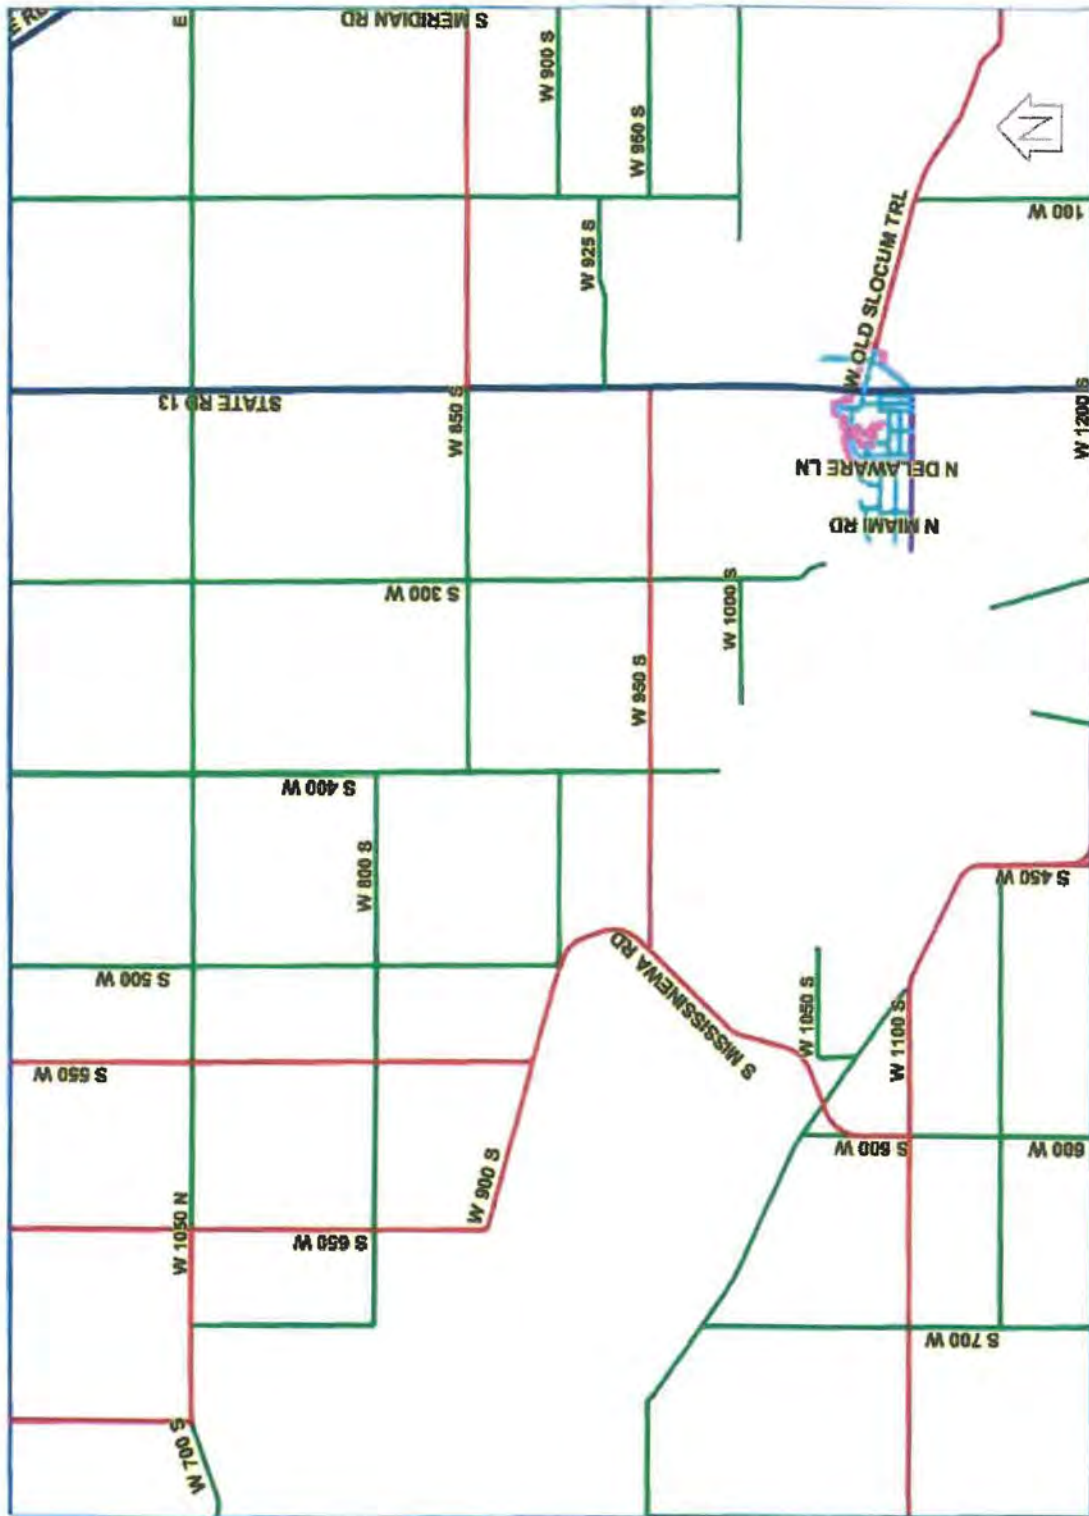 E
S MERIDIAN RD
W 900 S
W 950 S
W 925 S
100 W
W OLD SLOCUM TRL
N
STATE RD 13
W 850 S
N DELAWARE LN
N MIAMI RD
W 1200 S
S 300 W
W 1000 S
W 950 S
S 400 W
W 800 S
S 450 W
S 500 W
S MISSISSINEWA RD
S 550 W
W 1050 S
W 1100 S
S 600 W
600 W
W 900 S
S 650 W
W 1050 N
S 700 W
W 700 S